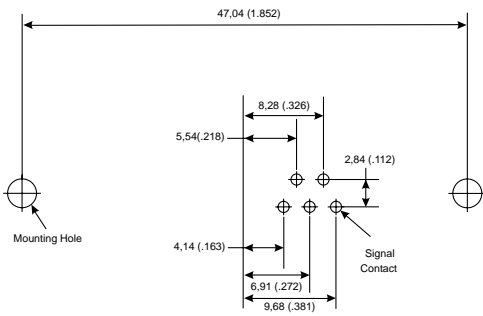 47,04 (1.852)
8,28 (.326)
5,54(.218)
2,84 (.112)
Mounting Hole
4,14 (.163)
Signal
Contact
6,91 (.272)
9,68 (.381)